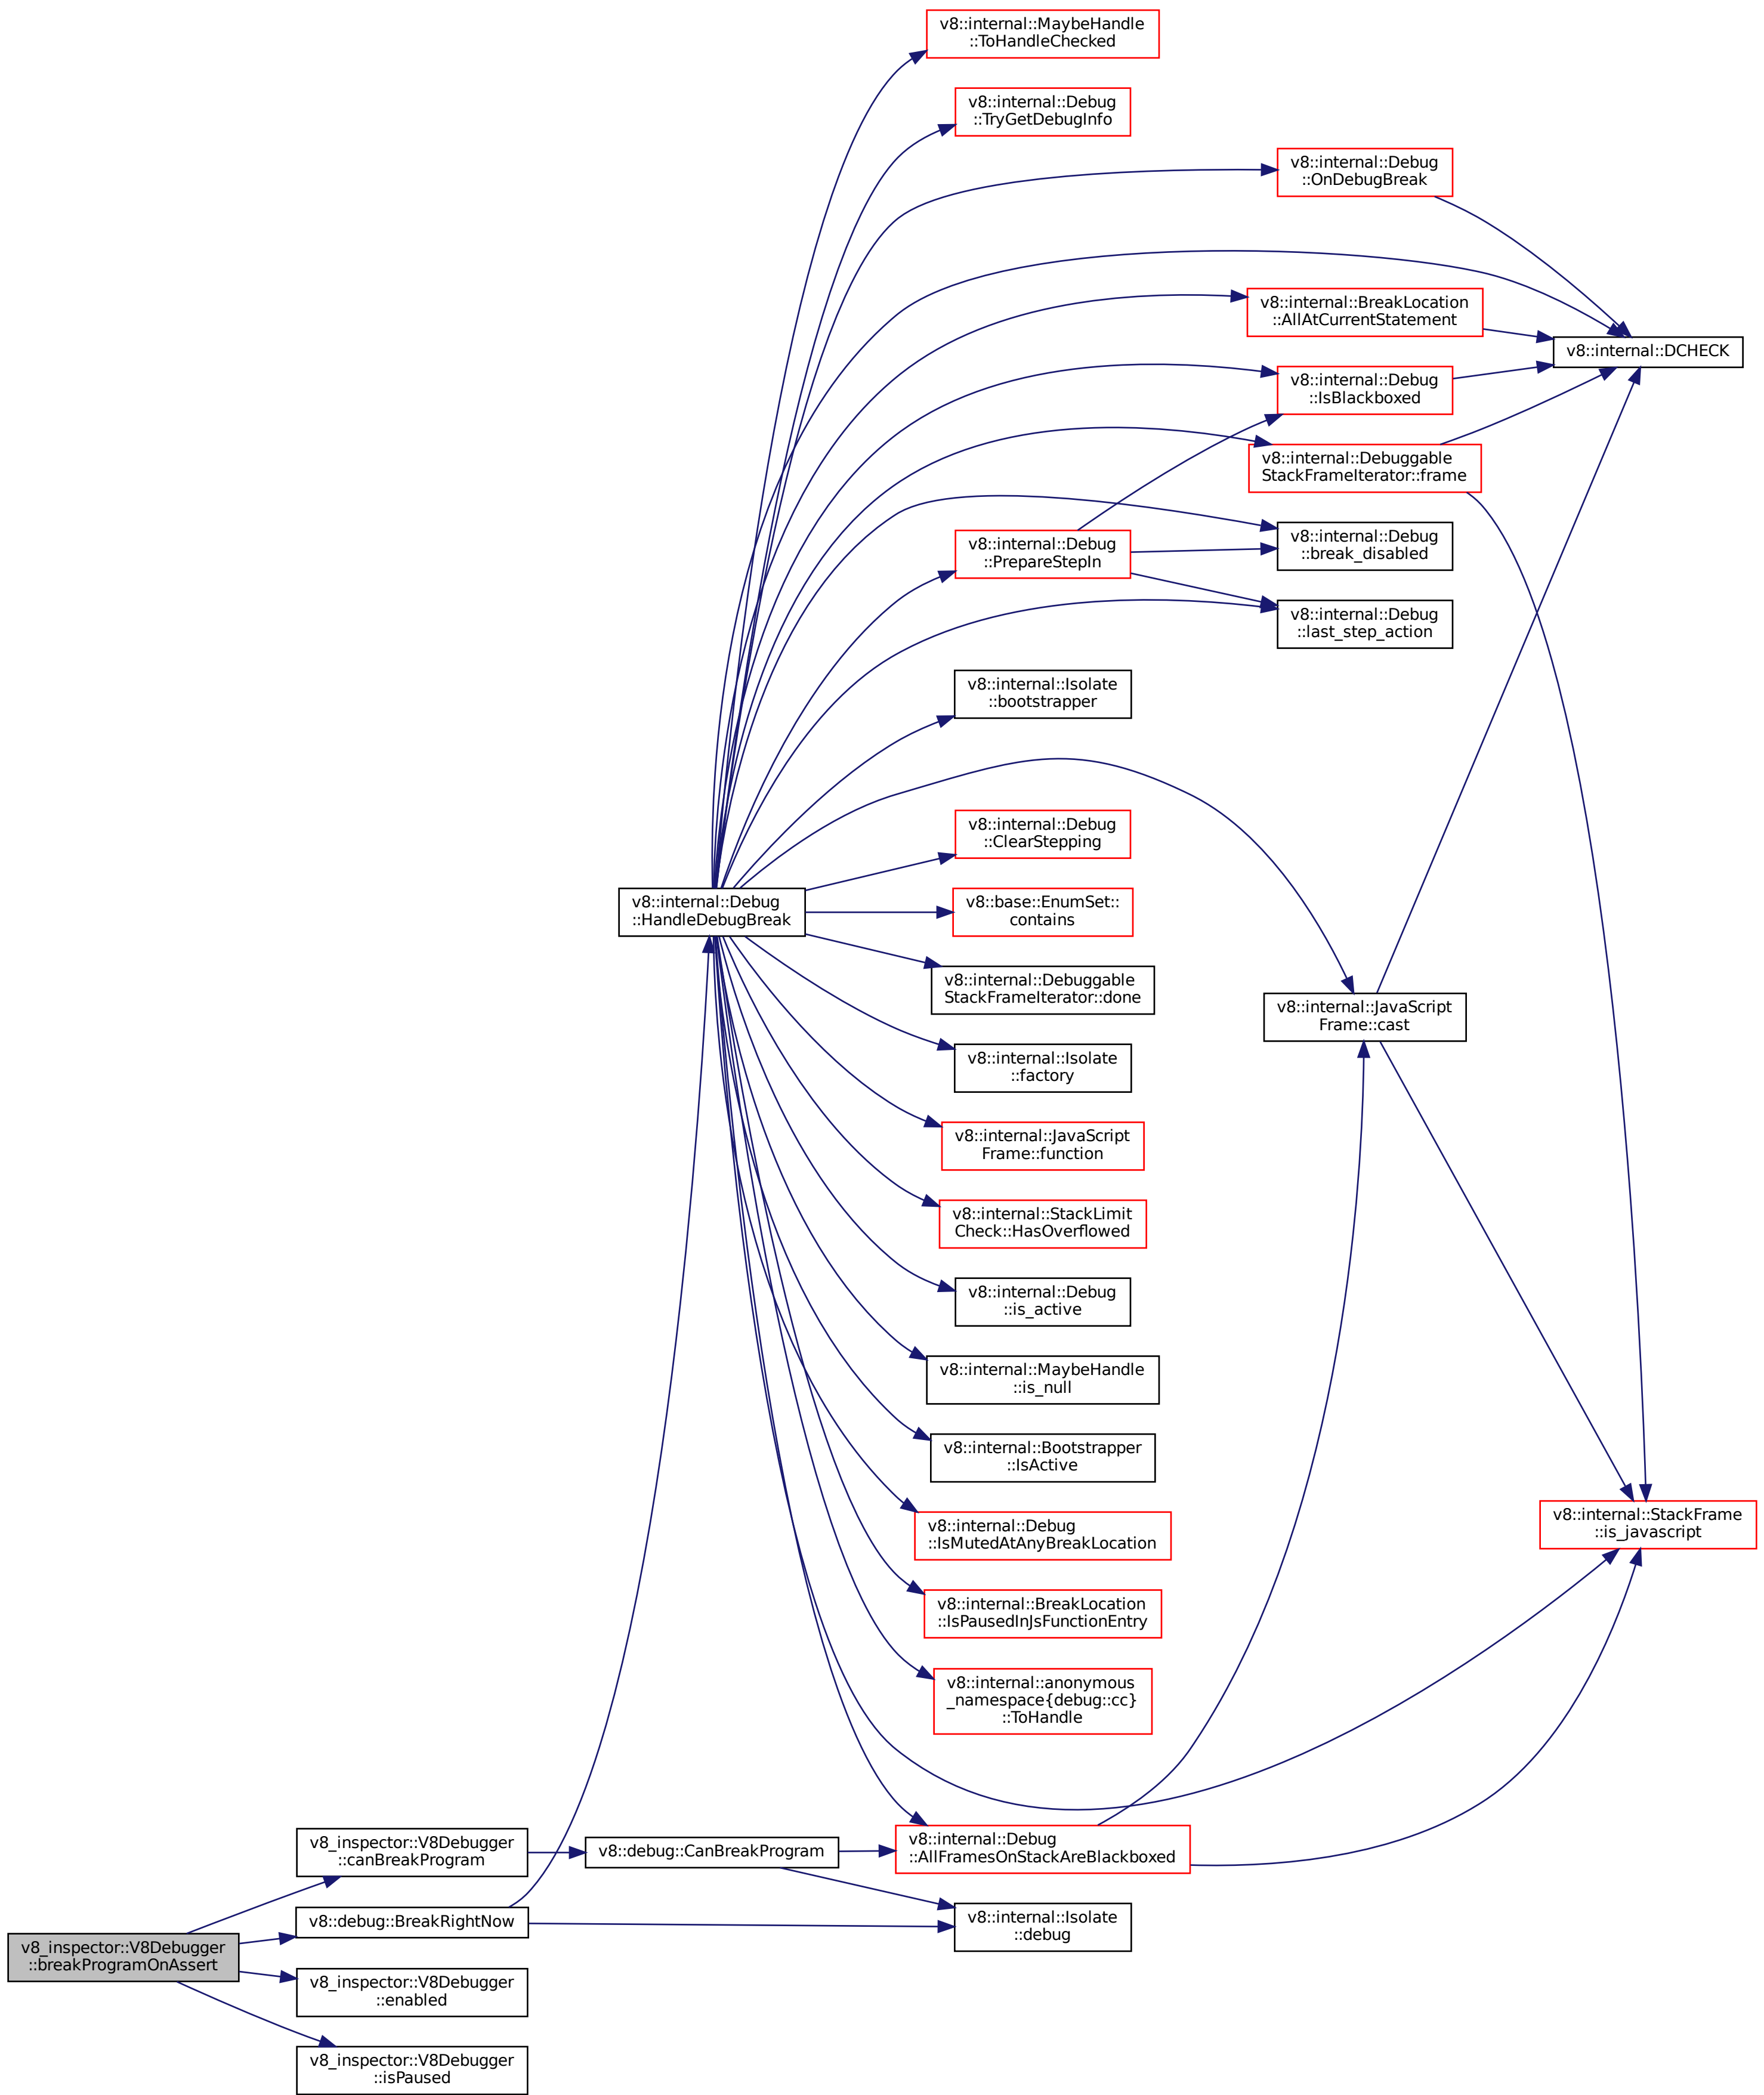 v8::internal::MaybeHandle
::ToHandleChecked
v8::internal::Debug
::TryGetDebugInfo
v8::internal::Debug
::OnDebugBreak
v8::internal::BreakLocation
::AllAtCurrentStatement
v8::internal::DCHECK
v8::internal::Debug
::IsBlackboxed
v8::internal::Debuggable
StackFrameIterator::frame
v8::internal::Debug
::break_disabled
v8::internal::Debug
::PrepareStepIn
v8::internal::Debug
::last_step_action
v8::internal::Isolate
::bootstrapper
v8::internal::Debug
::ClearStepping
v8::internal::Debug
::HandleDebugBreak
v8::base::EnumSet::
contains
v8::internal::Debuggable
StackFrameIterator::done
v8::internal::JavaScript
Frame::cast
v8::internal::Isolate
::factory
v8::internal::JavaScript
Frame::function
v8::internal::StackLimit
Check::HasOverflowed
v8::internal::Debug
::is_active
v8::internal::MaybeHandle
::is_null
v8::internal::Bootstrapper
::IsActive
v8::internal::StackFrame
::is_javascript
v8::internal::Debug
::IsMutedAtAnyBreakLocation
v8::internal::BreakLocation
::IsPausedInJsFunctionEntry
v8::internal::anonymous
_namespace{debug::cc}
::ToHandle
v8_inspector::V8Debugger
::canBreakProgram
v8::debug::CanBreakProgram
v8::internal::Debug
::AllFramesOnStackAreBlackboxed
v8::debug::BreakRightNow
v8::internal::Isolate
::debug
v8_inspector::V8Debugger
::breakProgramOnAssert
v8_inspector::V8Debugger
::enabled
v8_inspector::V8Debugger
::isPaused